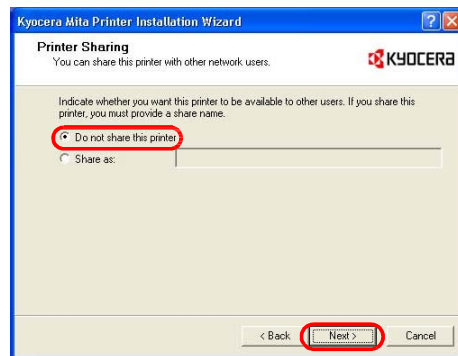 Kyocera Mita Printer Installation Wizard
Printer Sharing
You can share this printer with other network users.
KYOCERA
Indicate whether you want this printer to be available to other users. If you share this
printer, you must provide a share name.
Do not share this printer
Share as:
< Back
Next >
Cancel